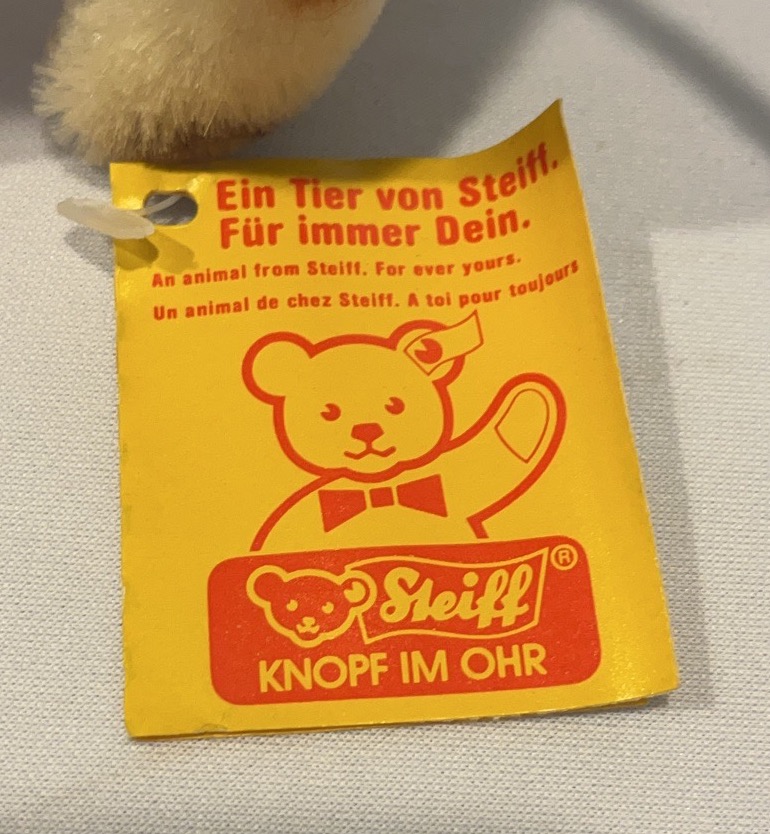 Ein Tier von Steiff.
Für immer Dein.
An animal from Steiff. For ever yours.
Un animal de chez Steiff. A toi pour toujours
Steiff ®
KNOPF IM OHR